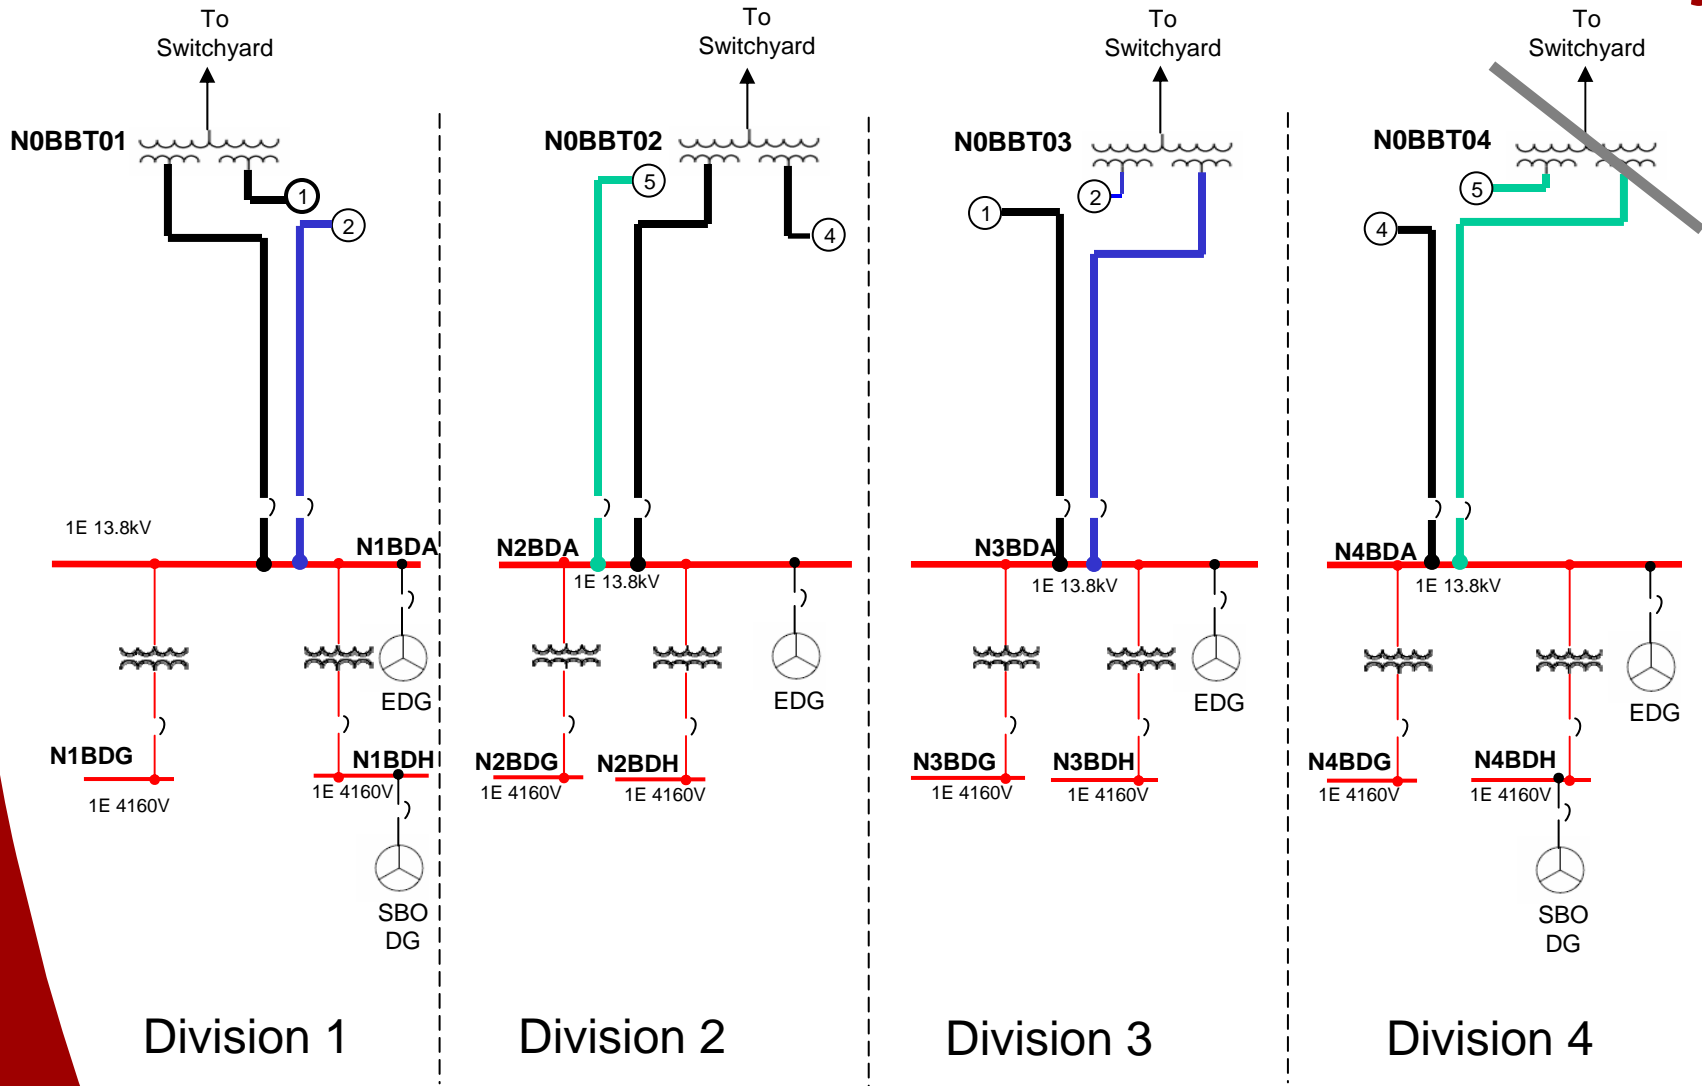 To
Switchyard
To
Switchyard
To
Switchyard
To
Switchyard
N0BBT01
N0BBT02
N0BBT03
N0BBT04
1
2
5
4
1
2
5
4
1E 13.8kV
N1BDA
N2BDA
1E 13.8kV
N3BDA
1E 13.8kV
N4BDA
1E 13.8kV
EDG
EDG
EDG
EDG
N1BDG
1E 4160V
N1BDH
1E 4160V
N2BDG
1E 4160V
N2BDH
1E 4160V
N3BDG
1E 4160V
N3BDH
1E 4160V
N4BDG
1E 4160V
N4BDH
1E 4160V
SBO
DG
SBO
DG
Division 1
Division 2
Division 3
Division 4